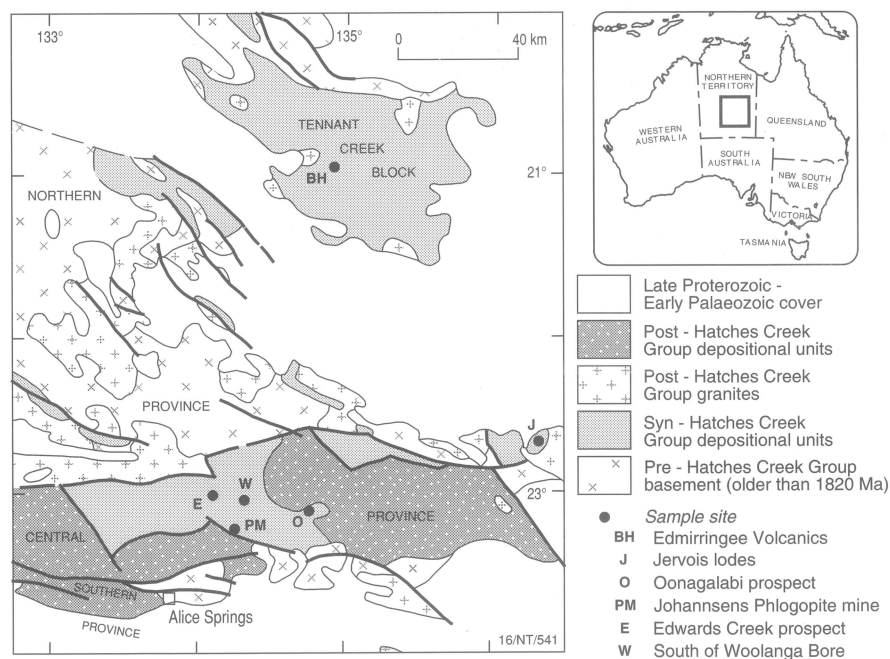 133°
135°
0
40 km
TENNANT
CREEK
BLOCK
BH
21°
NORTHERN
PROVINCE
J
W
E
PM
O
23°
PROVINCE
CENTRAL
SOUTHERN
Alice Springs
PROVINCE
16/NT/541
NORTHERN
TERRITORY
QUEENSLAND
WESTERN
AUSTRALIA
SOUTH
AUSTRALIA
NEW SOUTH
WALES
VICTORIA
TASMANIA
Late Proterozoic -
Early Palaeozoic cover
Post - Hatches Creek
Group depositional units
Post - Hatches Creek
Group granites
Syn - Hatches Creek
Group depositional units
Pre - Hatches Creek Group
basement (older than 1820 Ma)
Sample site
BH Edmirringee Volcanics
J Jervois lodes
O Oonagalabi prospect
PM Johannsens Phlogopite mine
E Edwards Creek prospect
W South of Woolanga Bore